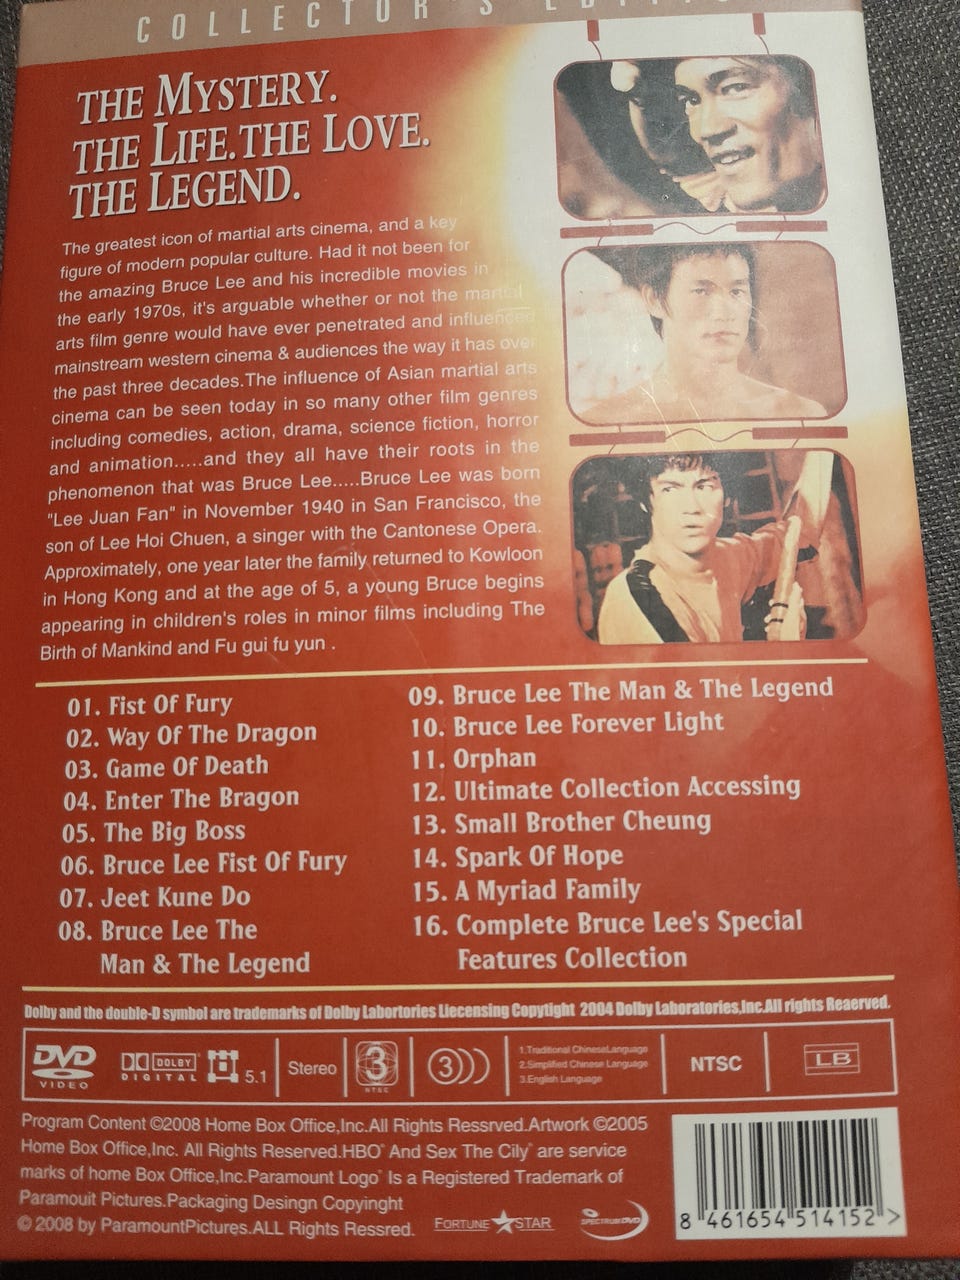 COLLECTOR'S EDITION
THE MYSTERY.
THE LIFE.THE LOVE.
THE LEGEND.
The greatest icon of martial arts cinema, and a key
figure of modern popular culture. Had it not been for
the amazing Bruce Lee and his incredible movies in
the early 1970s, it's arguable whether or not the martial
arts film genre would have ever penetrated and influenced
mainstream western cinema & audiences the way it has over
the past three decades.The influence of Asian martial arts
cinema can be seen today in so many other film genres
including comedies, action, drama, science fiction, horror
and animation.....and they all have their roots in the
phenomenon that was Bruce Lee.....Bruce Lee was born
"Lee Juan Fan" in November 1940 in San Francisco, the
son of Lee Hoi Chuen, a singer with the Cantonese Opera.
Approximately, one year later the family returned to Kowloon
in Hong Kong and at the age of 5, a young Bruce begins
appearing in children's roles in minor films including The
Birth of Mankind and Fu gui fu yun .
01. Fist Of Fury
02. Way Of The Dragon
03. Game Of Death
04. Enter The Bragon
05. The Big Boss
06. Bruce Lee Fist Of Fury
07. Jeet Kune Do
08. Bruce Lee The
Man & The Legend
09. Bruce Lee The Man & The Legend
10. Bruce Lee Forever Light
11. Orphan
12. Ultimate Collection Accessing
13. Small Brother Cheung
14. Spark Of Hope
15. A Myriad Family
16. Complete Bruce Lee's Special
Features Collection
Dolby and the double-D symbol are trademarks of Dolby Labortories Liecensing Copytight 2004 Dolby Laboratories,Inc.All rights Reaerved.
DVD VIDEO
DOLBY DIGITAL
5.1
Stereo
3 NTSC
3
1.Traditional ChineseLanguage
2.Simplified Chinese Language
3.English Language
NTSC
LB
Program Content ©2008 Home Box Office,Inc.All Rights Ressrved.Artwork ©2005
Home Box Office,Inc. All Rights Reserved.HBO® And Sex The Cily® are service
marks of home Box Office,Inc.Paramount Logo® Is a Registered Trademark of
Paramouit Pictures.Packaging Desingn Copyinght
© 2008 by ParamountPictures.ALL Rights Ressred.
FORTUNE STAR
SPECTRUM DVD
8 461654 514152 >